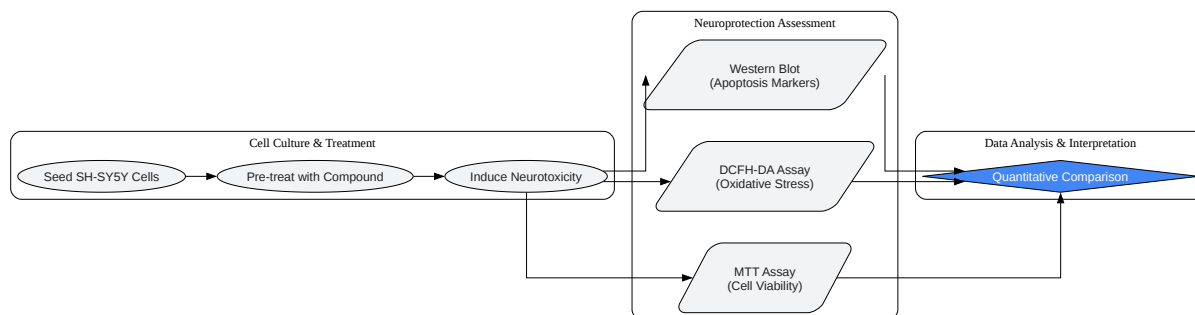 Cell Culture & Treatment
Seed SH-SY5Y Cells
Pre-treat with Compound
Induce Neurotoxicity
Neuroprotection Assessment
Western Blot
(Apoptosis Markers)
DCFH-DA Assay
(Oxidative Stress)
MTT Assay
(Cell Viability)
Data Analysis & Interpretation
Quantitative Comparison